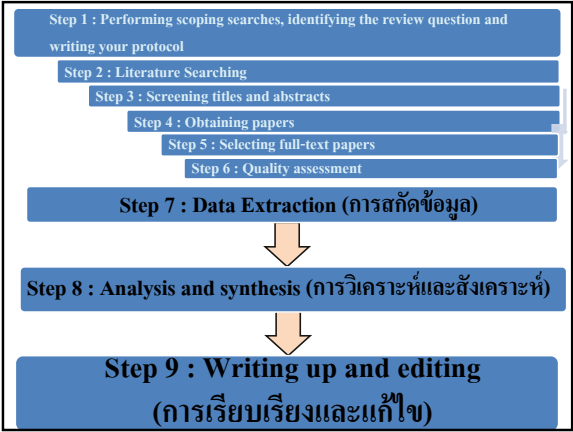 Step 1 : Performing scoping searches, identifying the review question and
writing your protocol
Step 2 : Literature Searching
Step 3 : Screening titles and abstracts
Step 4 : Obtaining papers
Step 5 : Selecting full-text papers
Step 6 : Quality assessment
Step 7 : Data Extraction (การสกัดข้อมูล)
Step 8 : Analysis and synthesis (การวิเคราะห์และสังเคราะห์)
Step 9 : Writing up and editing
(การเรียบเรียงและแก้ไข)